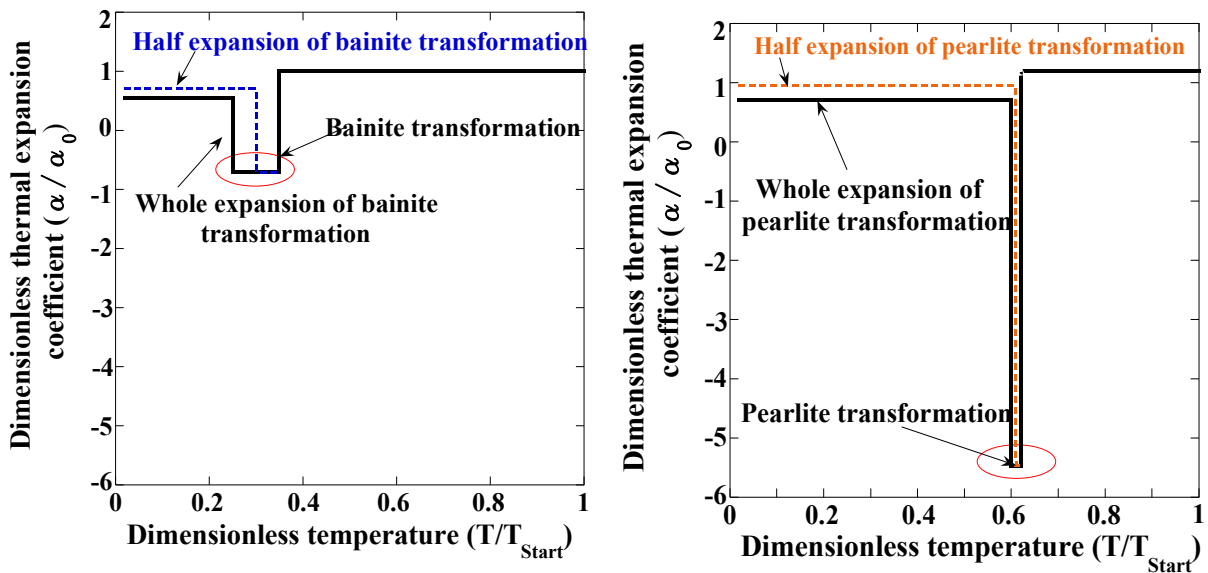 Dimensionless thermal expansion
coefficient (α / α₀)
2
1
0
-1
-2
-3
-4
-5
-6
Half expansion of bainite transformation
Bainite transformation
Whole expansion of bainite
transformation
0
0.2
0.4
0.6
0.8
1
Dimensionless temperature (T/T_Start)
Dimensionless thermal expansion
coefficient (α / α₀)
2
1
0
-1
2
-3
-4
-5
-6
Half expansion of pearlite transformation
Whole expansion of
pearlite transformation
Pearlite transformation
0
0.2
0.4
0.6
0.8
1
Dimensionless temperature (T/T_Start)